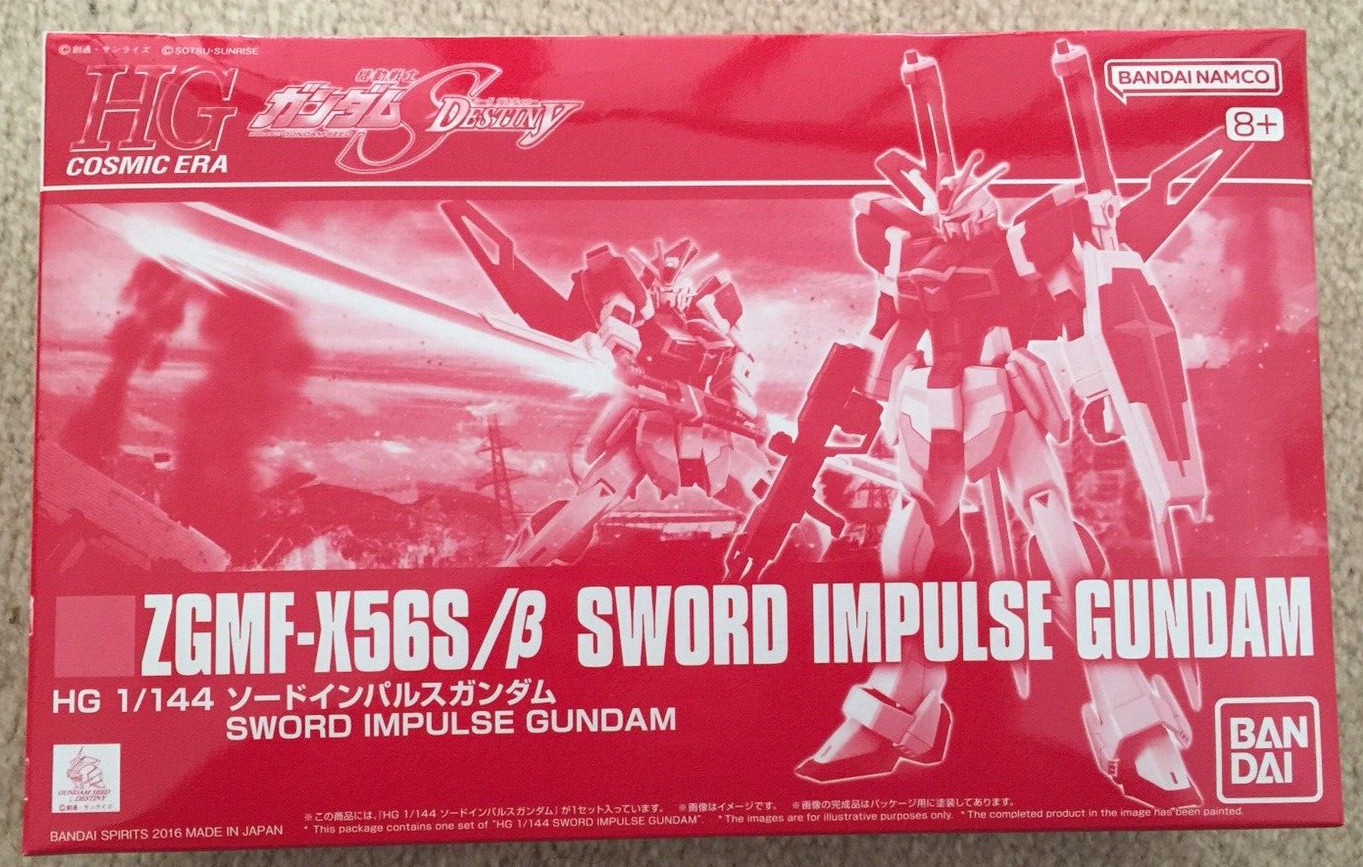 ©創通・サンライズ ©SOTSU・SUNRISE
HG
COSMIC ERA
機動戦士
ガンダム SEED DESTINY
BANDAI NAMCO
8+
ZGMF-X56S/β SWORD IMPULSE GUNDAM
HG 1/144 ソードインパルスガンダム
SWORD IMPULSE GUNDAM
BAN
DAI
GUNDAM SEED
DESTINY
©創通・サンライズ
※この商品には、「HG 1/144 ソードインパルスガンダム」が1セット入っています。 ※画像はイメージです。 ※画像の完成品はパッケージ用に塗装してあります。
* This package contains one set of "HG 1/144 SWORD IMPULSE GUNDAM". * The images are for illustrative purposes only. * The completed product in the image has been painted.
BANDAI SPIRITS 2016 MADE IN JAPAN